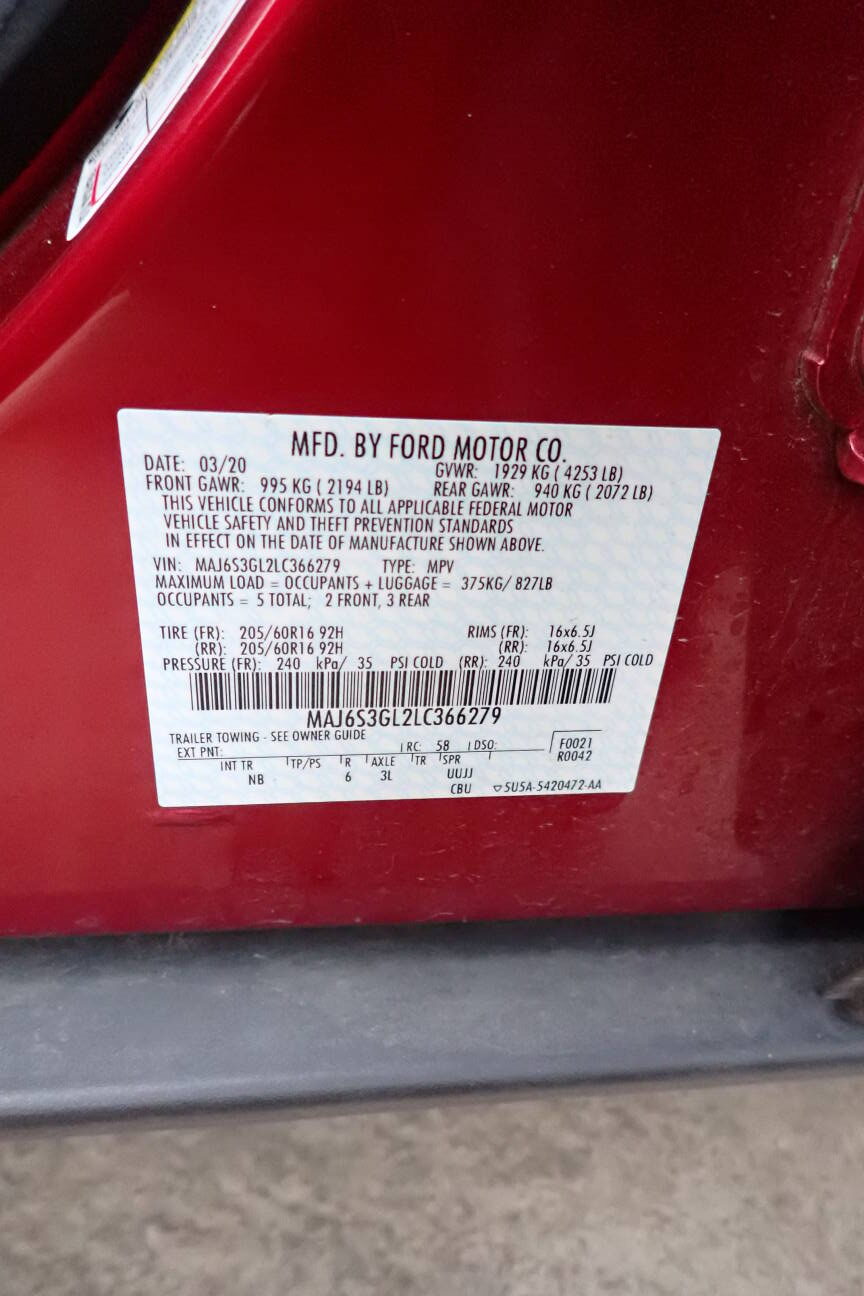 MFD. BY FORD MOTOR CO.
DATE: 03/20 GVWR: 1929 KG ( 4253 LB)
FRONT GAWR: 995 KG ( 2194 LB) REAR GAWR: 940 KG ( 2072 LB)
THIS VEHICLE CONFORMS TO ALL APPLICABLE FEDERAL MOTOR
VEHICLE SAFETY AND THEFT PREVENTION STANDARDS
IN EFFECT ON THE DATE OF MANUFACTURE SHOWN ABOVE.
VIN: MAJ6S3GL2LC366279 TYPE: MPV
MAXIMUM LOAD = OCCUPANTS + LUGGAGE = 375KG/ 827LB
OCCUPANTS = 5 TOTAL; 2 FRONT, 3 REAR
TIRE (FR): 205/60R16 92H RIMS (FR): 16x6.5J
(RR): 205/60R16 92H (RR): 16x6.5J
PRESSURE (FR): 240 kPa/ 35 PSI COLD (RR): 240 kPa/ 35 PSI COLD
MAJ6S3GL2LC366279
TRAILER TOWING - SEE OWNER GUIDE
EXT PNT: RC: 58 DSO: F0021
R0042
INT TR TP/PS R AXLE TR SPR
NB 6 3L UUJJ
CBU 5U5A-5420472-AA